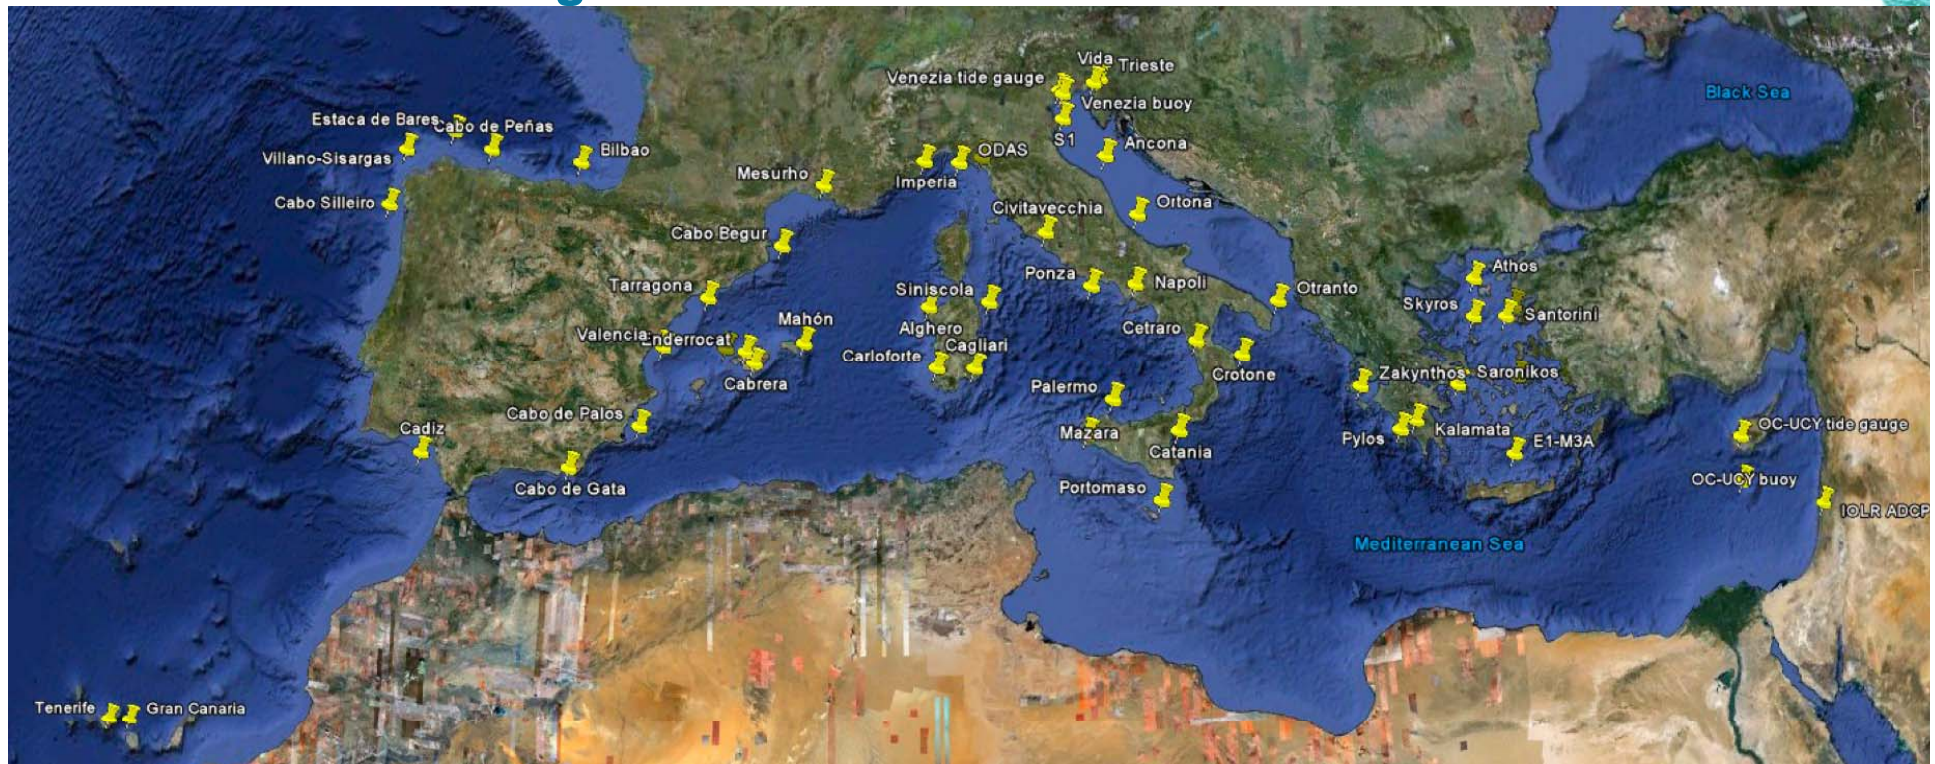 Vida
Trieste
Venezia tide gauge
Black Sea
Venezia buoy
Estaca de Bares
Cabo de Peñas
S1
Ancona
Villano-Sisargas
Bilbao
ODAS
Mesurho
Imperia
Cabo Silleiro
Civitavecchia
Ortona
Cabo Begur
Athos
Ponza
Napoli
Tarragona
Siniscola
Otranto
Skyros
Santorini
Mahón
Alghero
Cetraro
Valencia
Enderrocat
Cagliari
Carloforte
Crotone
Zakynthos
Saronikos
Cabrera
Palermo
Cabo de Palos
Cadiz
Mazara
Kalamata
OC-UCY tide gauge
Pylos
E1-M3A
Catania
Cabo de Gata
Portomaso
OC-UCY buoy
IOLR ADCP
Mediterranean Sea
Tenerife
Gran Canaria